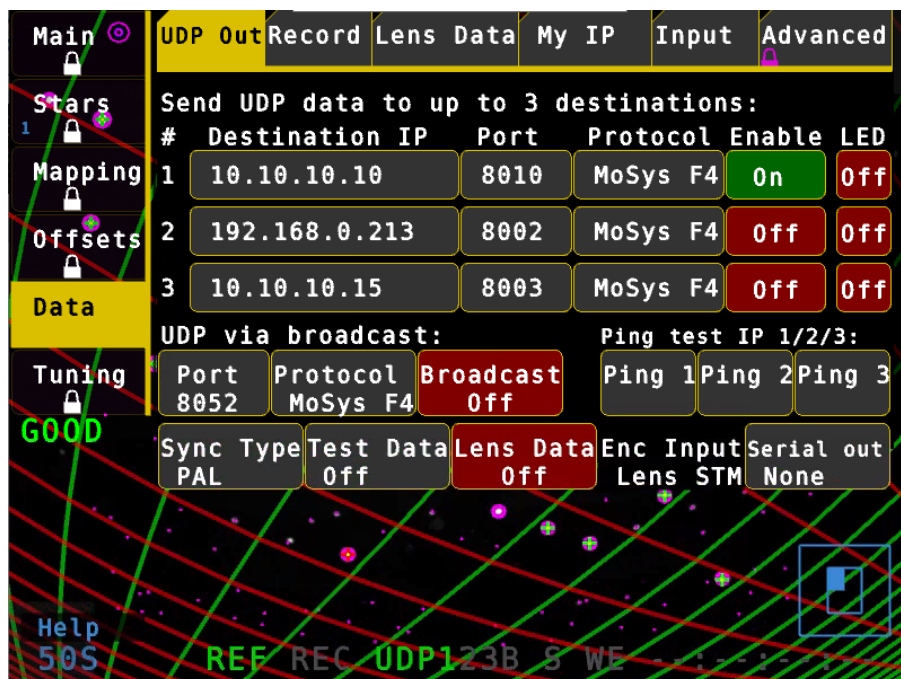 Main
UDP Out Record Lens Data My IP Input Advanced
Stars
1
Mapping
Offsets
Data
Tuning
Send UDP data to up to 3 destinations:
# Destination IP Port Protocol Enable LED
1 10.10.10.10 8010 MoSys F4 On Off
2 192.168.0.213 8002 MoSys F4 Off Off
3 10.10.10.15 8003 MoSys F4 Off Off
UDP via broadcast: Ping test IP 1/2/3:
Port Protocol Broadcast Ping 1 Ping 2 Ping 3
8052 MoSys F4 Off
GOOD
Sync Type Test Data Lens Data Enc Input Serial out
PAL Off Off Lens STM None
Help
50S REF REC UDP123B S WE --:--:--:--